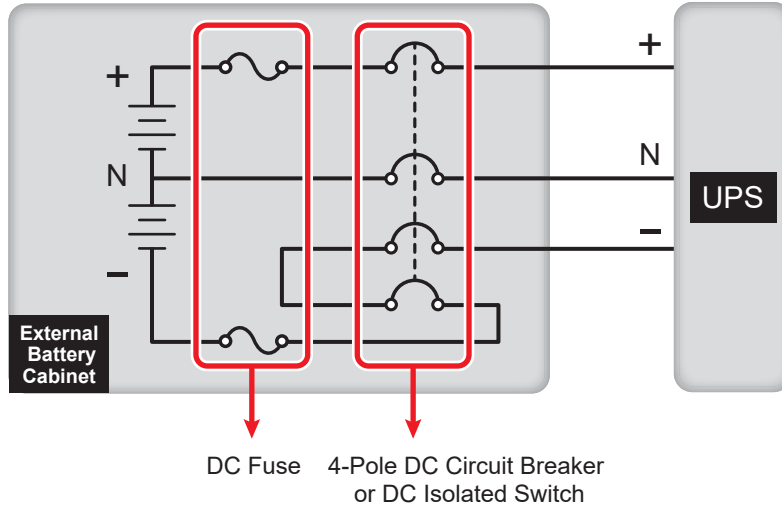 +
+
N
N
UPS
–
–
External
Battery
Cabinet
DC Fuse
4-Pole DC Circuit Breaker
or DC Isolated Switch